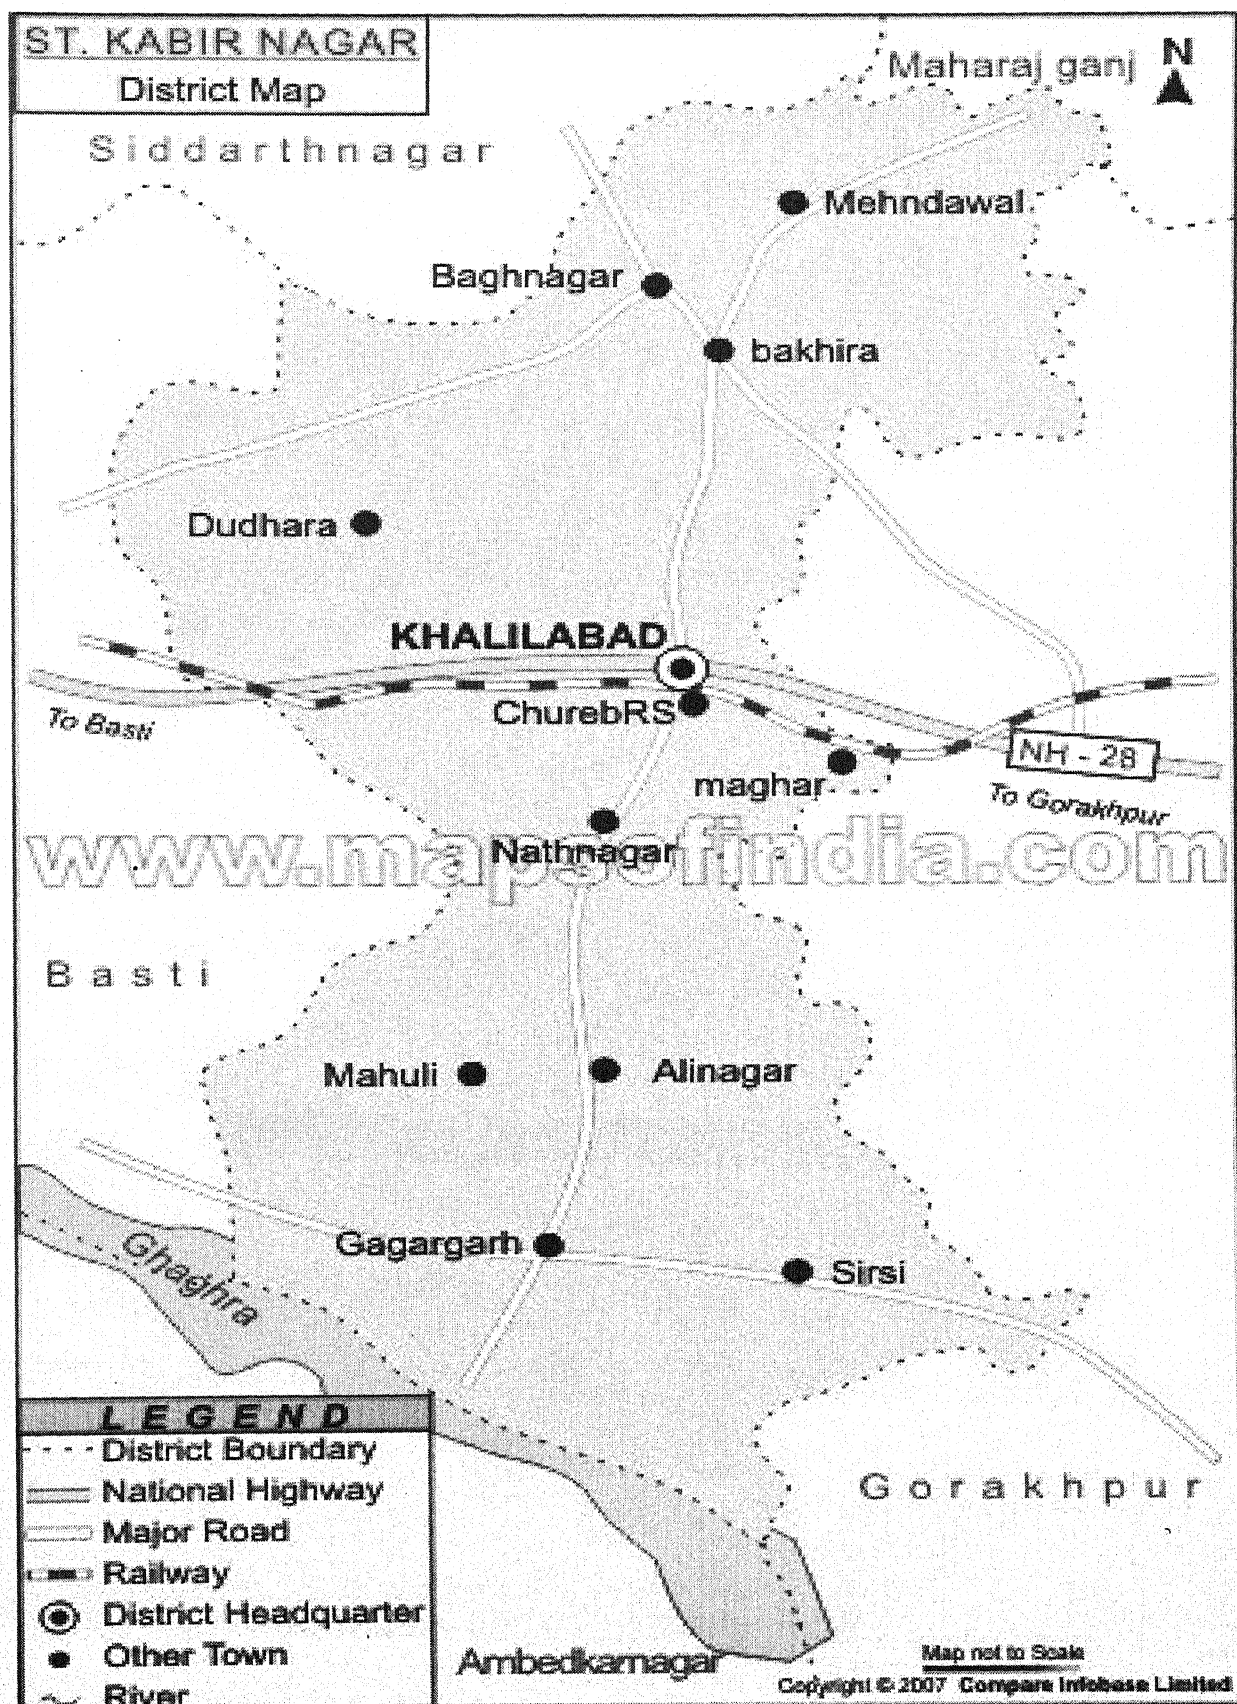 ST. KABIR NAGAR
District Map
Maharaj ganj
N
Siddarthnagar
Mehndawal
Baghnagar
bakhira
Dudhara
KHALILABAD
To Basti
ChurebRS
NH - 28
maghar
To Gorakhpur
Nathnagar
www.mapsofindia.com
Basti
Mahuli
Alinagar
Gagargarh
Ghaghra
Sirsi
LEGEND
District Boundary
National Highway
Major Road
Railway
District Headquarter
Other Town
River
Gorakhpur
Ambedkarnagar
Map not to Scale
Copyright © 2007 Compare Infobase Limited